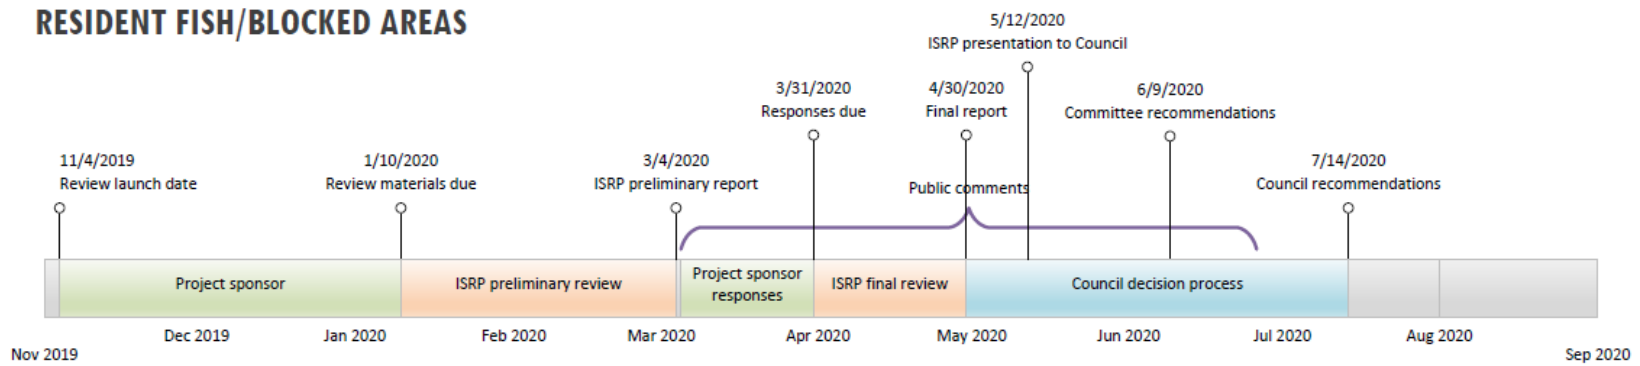 RESIDENT FISH/BLOCKED AREAS
5/12/2020
ISRP presentation to Council
3/31/2020
Responses due
4/30/2020
Final report
6/9/2020
Committee recommendations
11/4/2019
Review launch date
1/10/2020
Review materials due
3/4/2020
ISRP preliminary report
Public comments
7/14/2020
Council recommendations
Project sponsor
ISRP preliminary review
Project sponsor
responses
ISRP final review
Council decision process
Nov 2019
Dec 2019
Jan 2020
Feb 2020
Mar 2020
Apr 2020
May 2020
Jun 2020
Jul 2020
Aug 2020
Sep 2020